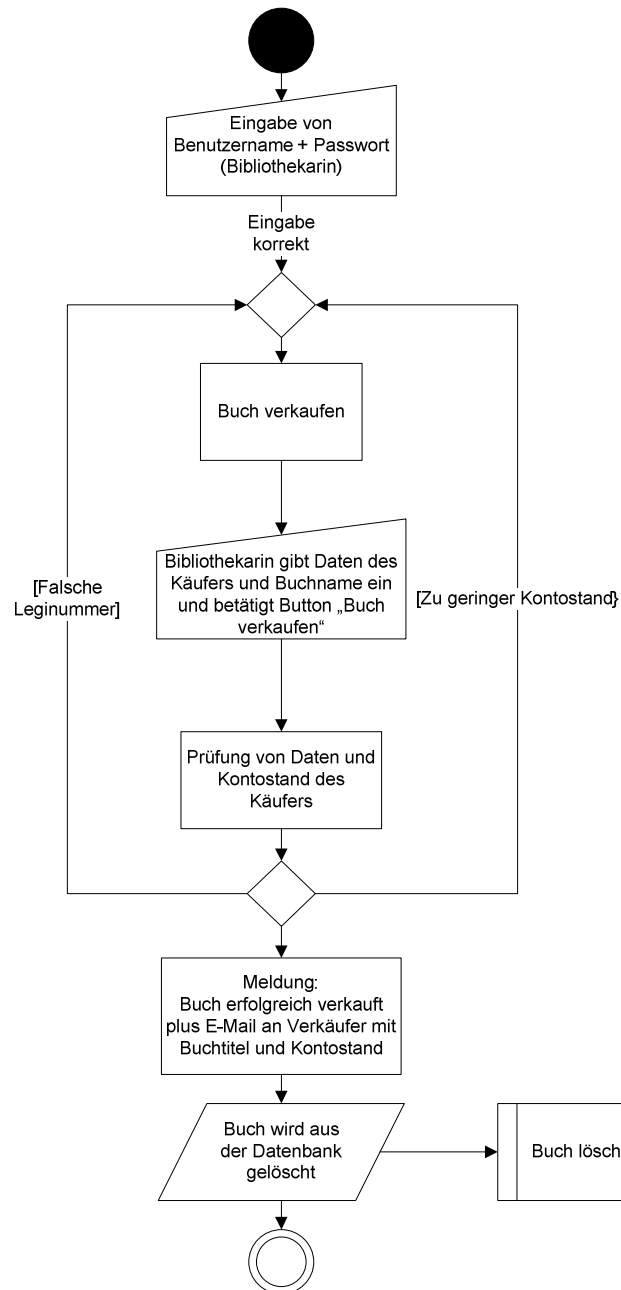 Eingabe von
Benutzername + Passwort
(Bibliothekarin)
Eingabe
korrekt
Buch verkaufen
Bibliothekarin gibt Daten des
Käufers und Buchname ein
und betätigt Button „Buch
verkaufen“
[Falsche
Leginummer]
[Zu geringer Kontostand}
Prüfung von Daten und
Kontostand des
Käufers
Meldung:
Buch erfolgreich verkauft
plus E-Mail an Verkäufer mit
Buchtitel und Kontostand
Buch wird aus
der Datenbank
gelöscht
Buch lösch